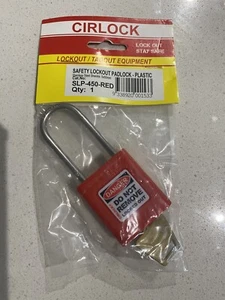 CIRLOCK
LOCK OUT
STAY SAFE
LOCKOUT / TAGOUT EQUIPMENT
SAFETY LOCKOUT PADLOCK - PLASTIC
SLP-450-RED
Qty: 1
DANGER
DO NOT
REMOVE